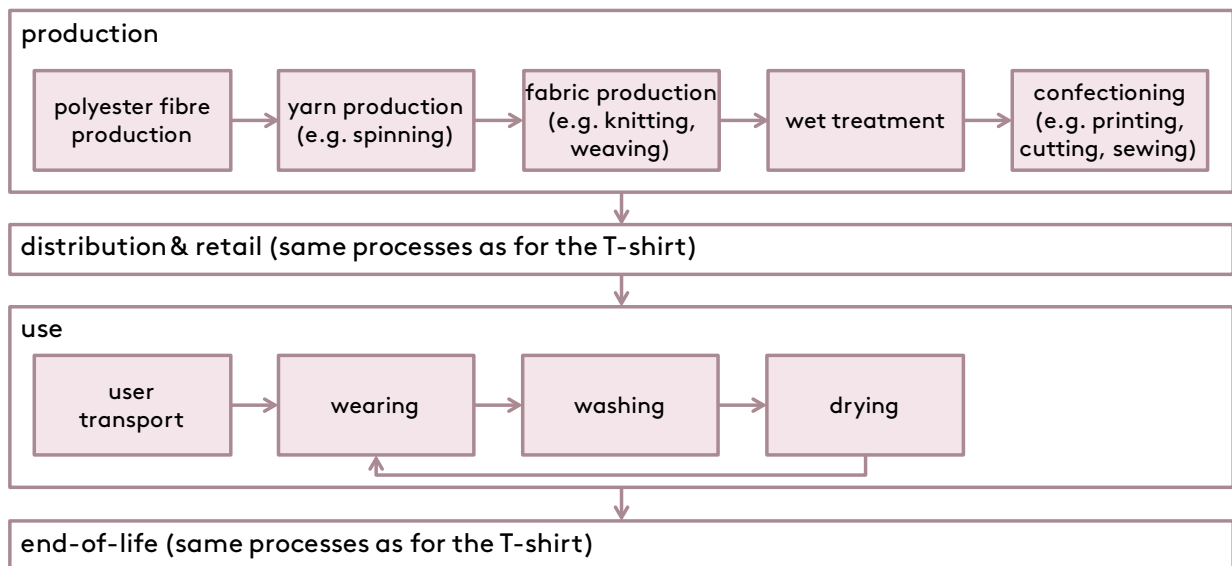 production
polyester fibre
production
yarn production
(e.g. spinning)
fabric production
(e.g. knitting,
weaving)
wet treatment
confectioning
(e.g. printing,
cutting, sewing)
distribution & retail (same processes as for the T-shirt)
use
user
transport
wearing
washing
drying
end-of-life (same processes as for the T-shirt)